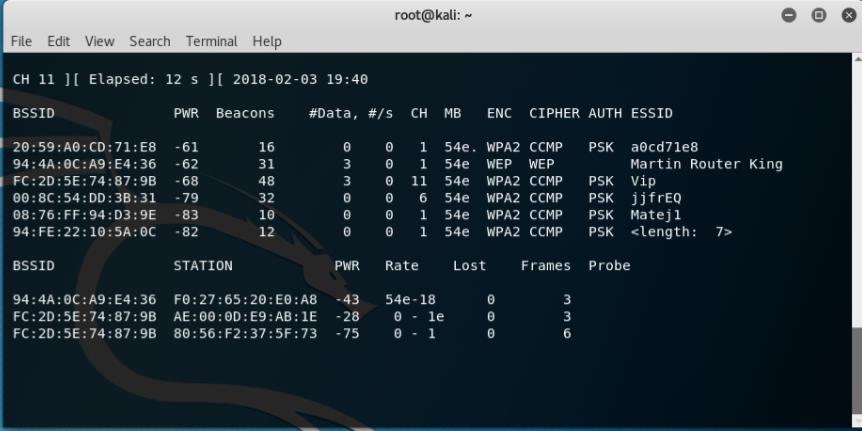 root@kali: ~
File Edit View Search Terminal Help
CH 11 ][ Elapsed: 12 s ][ 2018-02-03 19:40
BSSID PWR Beacons #Data, #/s CH MB ENC CIPHER AUTH ESSID
20:59:A0:CD:71:E8 -61 16 0 0 1 54e. WPA2 CCMP PSK a0cd71e8
94:4A:0C:A9:E4:36 -62 31 3 0 1 54e WEP WEP Martin Router King
FC:2D:5E:74:87:9B -68 48 3 0 11 54e WPA2 CCMP PSK Vip
00:8C:54:DD:3B:31 -79 32 0 0 6 54e WPA2 CCMP PSK jjfrEQ
08:76:FF:94:D3:9E -83 10 0 0 1 54e WPA2 CCMP PSK Matej1
94:FE:22:10:5A:0C -82 12 0 0 1 54e WPA2 CCMP PSK <length: 7>
BSSID STATION PWR Rate Lost Frames Probe
94:4A:0C:A9:E4:36 F0:27:65:20:E0:A8 -43 54e-18 0 3
FC:2D:5E:74:87:9B AE:00:0D:E9:AB:1E -28 0 - 1e 0 3
FC:2D:5E:74:87:9B 80:56:F2:37:5F:73 -75 0 - 1 0 6